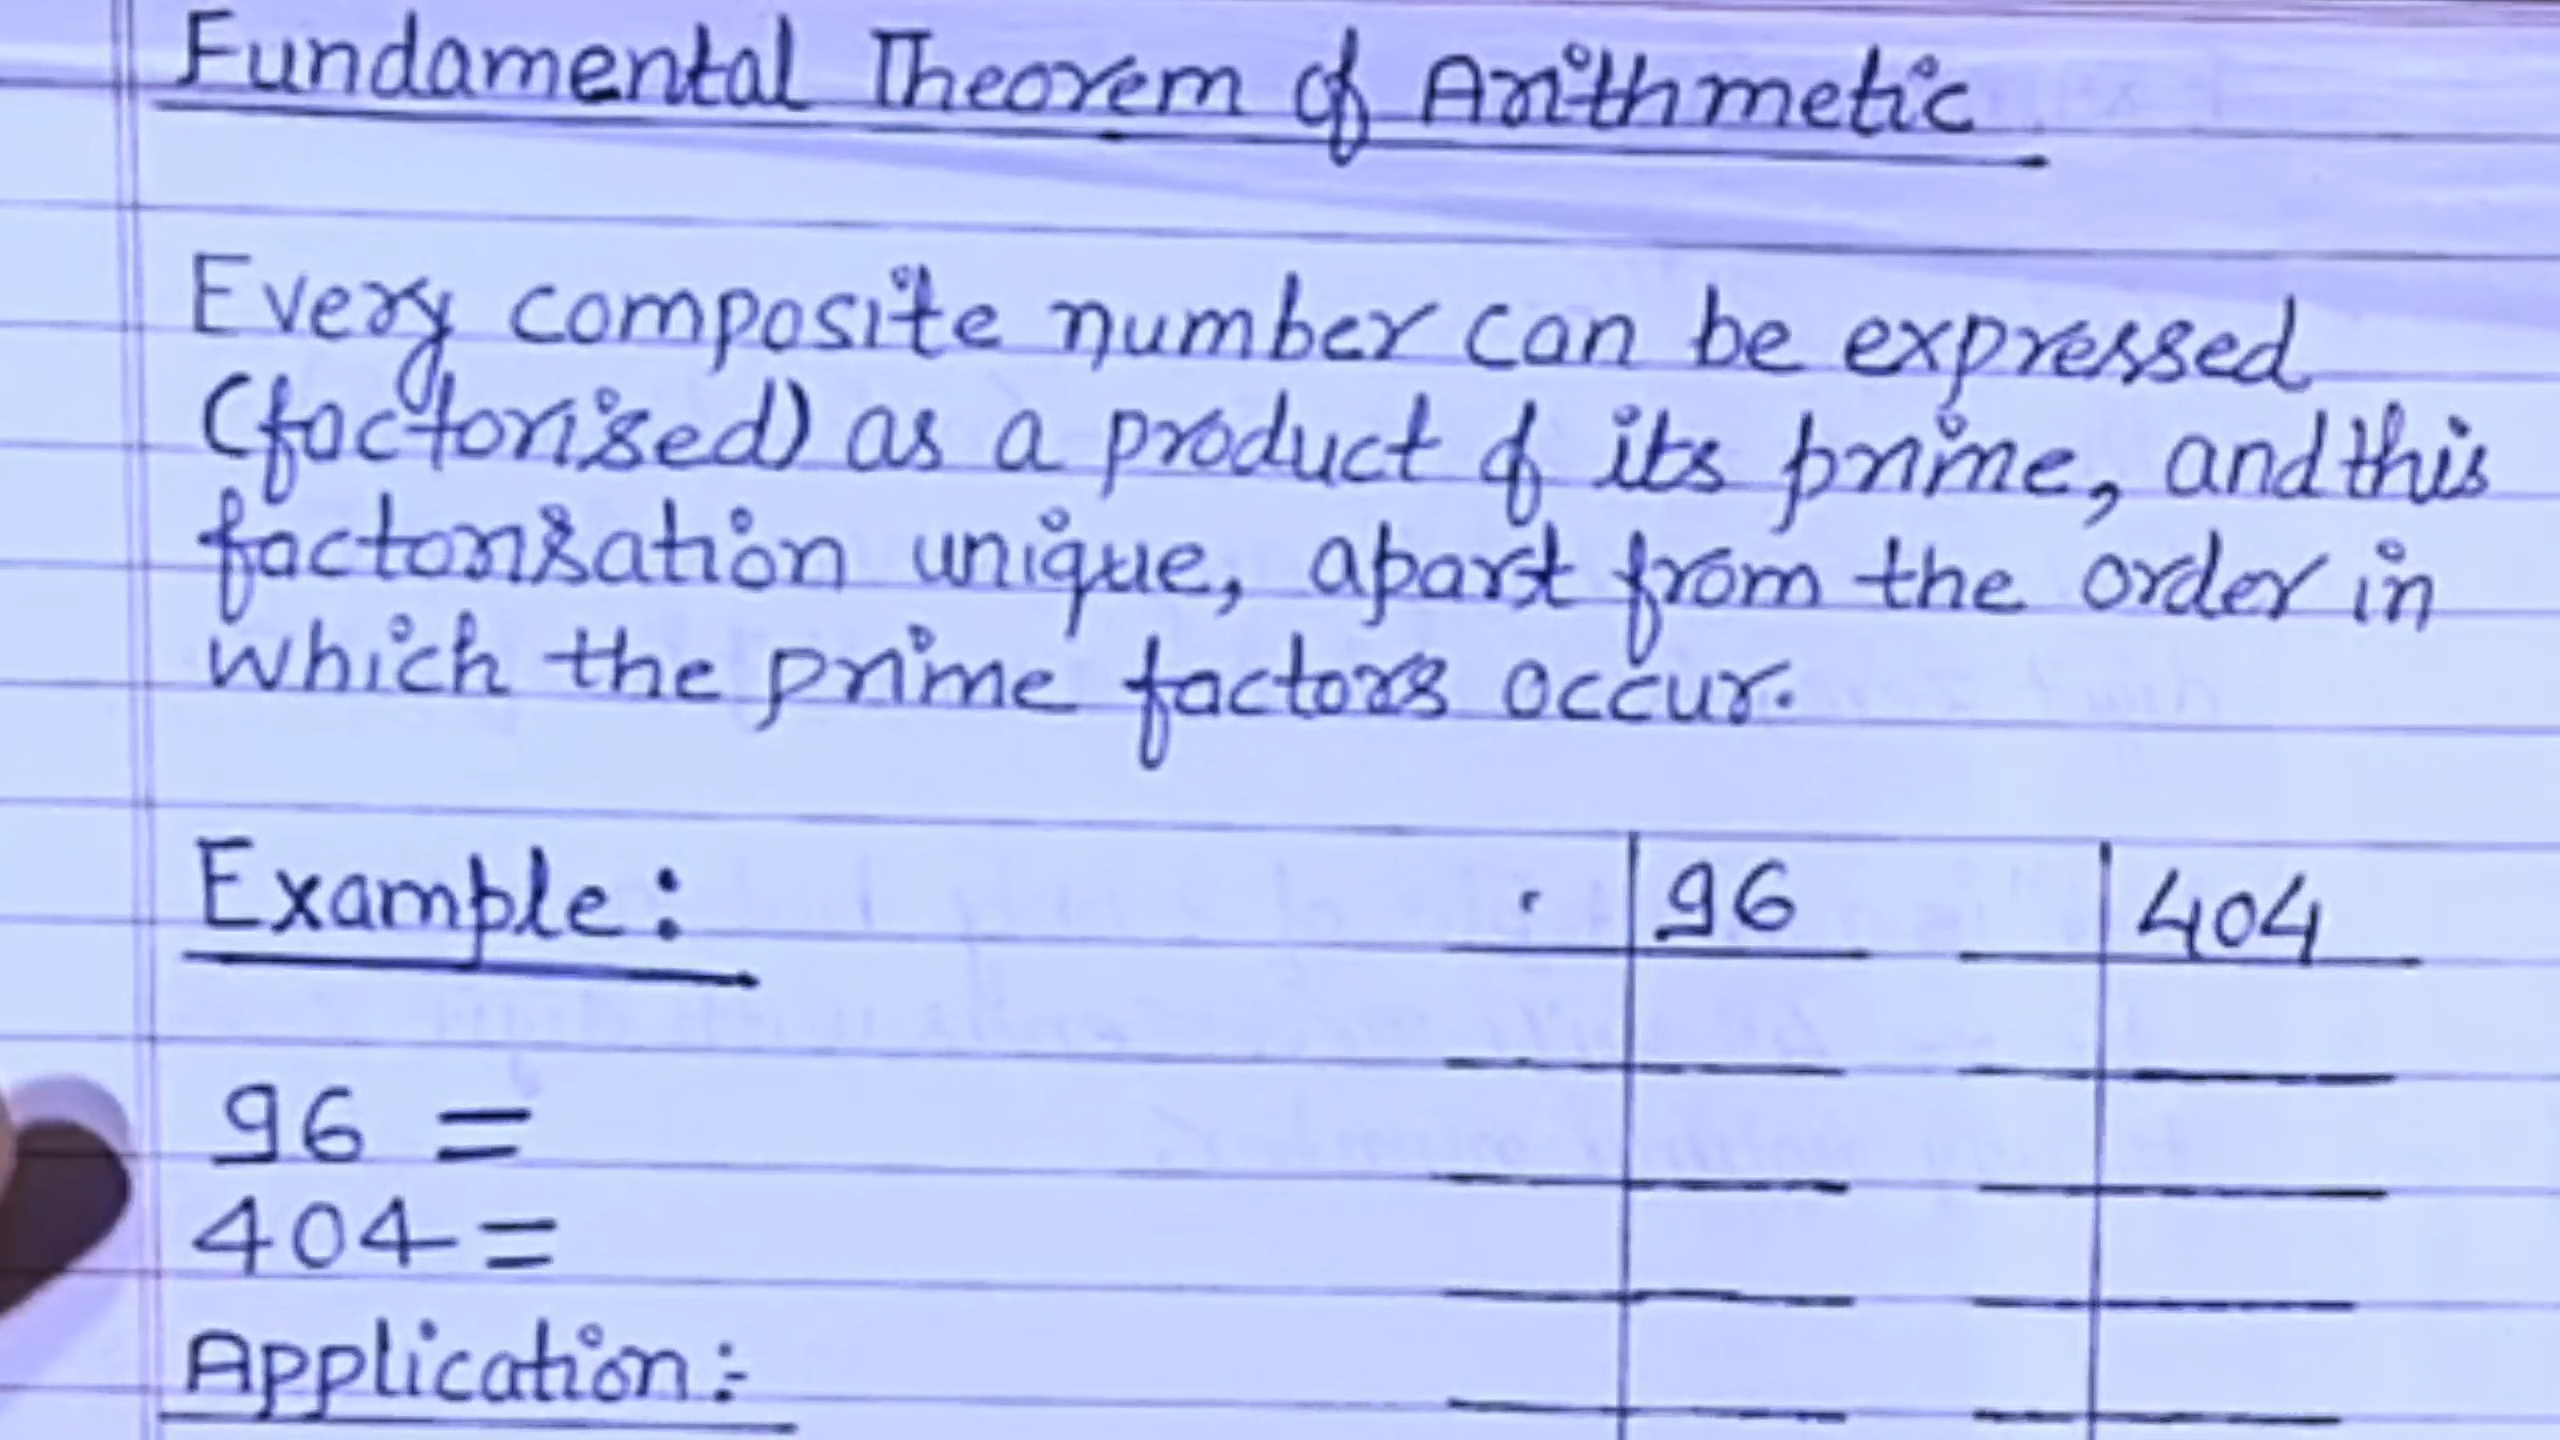 Fundamental Theorem of Arithmetic
Every composite number can be expressed
(factorised) as a product of its prime, and this
factorisation unique, apart from the order in
which the prime factors occur.
Example: 96 404
96 =
404 =
Application:-